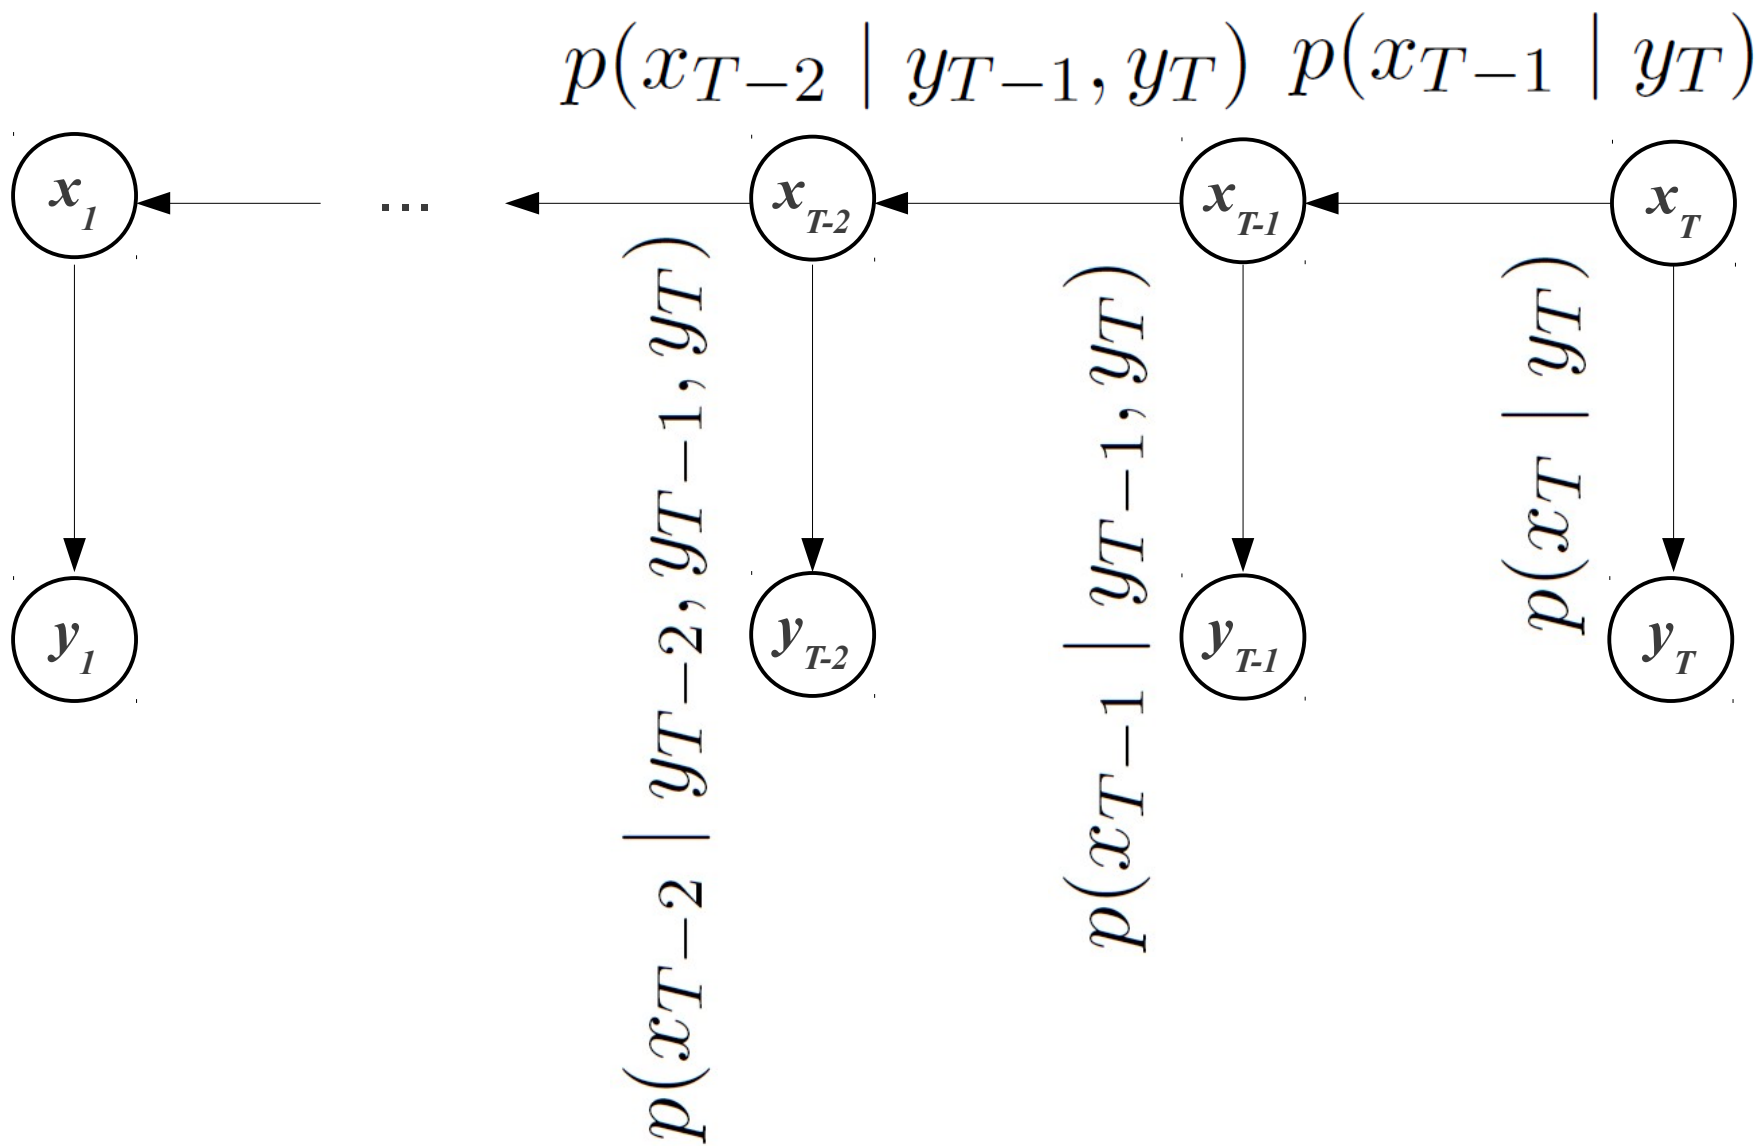 p(x_{T-2} | y_{T-1}, y_T) p(x_{T-1} | y_T)
x_1 ... x_{T-2} x_{T-1} x_T
p(x_{T-2} | y_{T-2}, y_{T-1}, y_T)
p(x_{T-1} | y_{T-1}, y_T)
p(x_T | y_T)
y_1 y_{T-2} y_{T-1} y_T